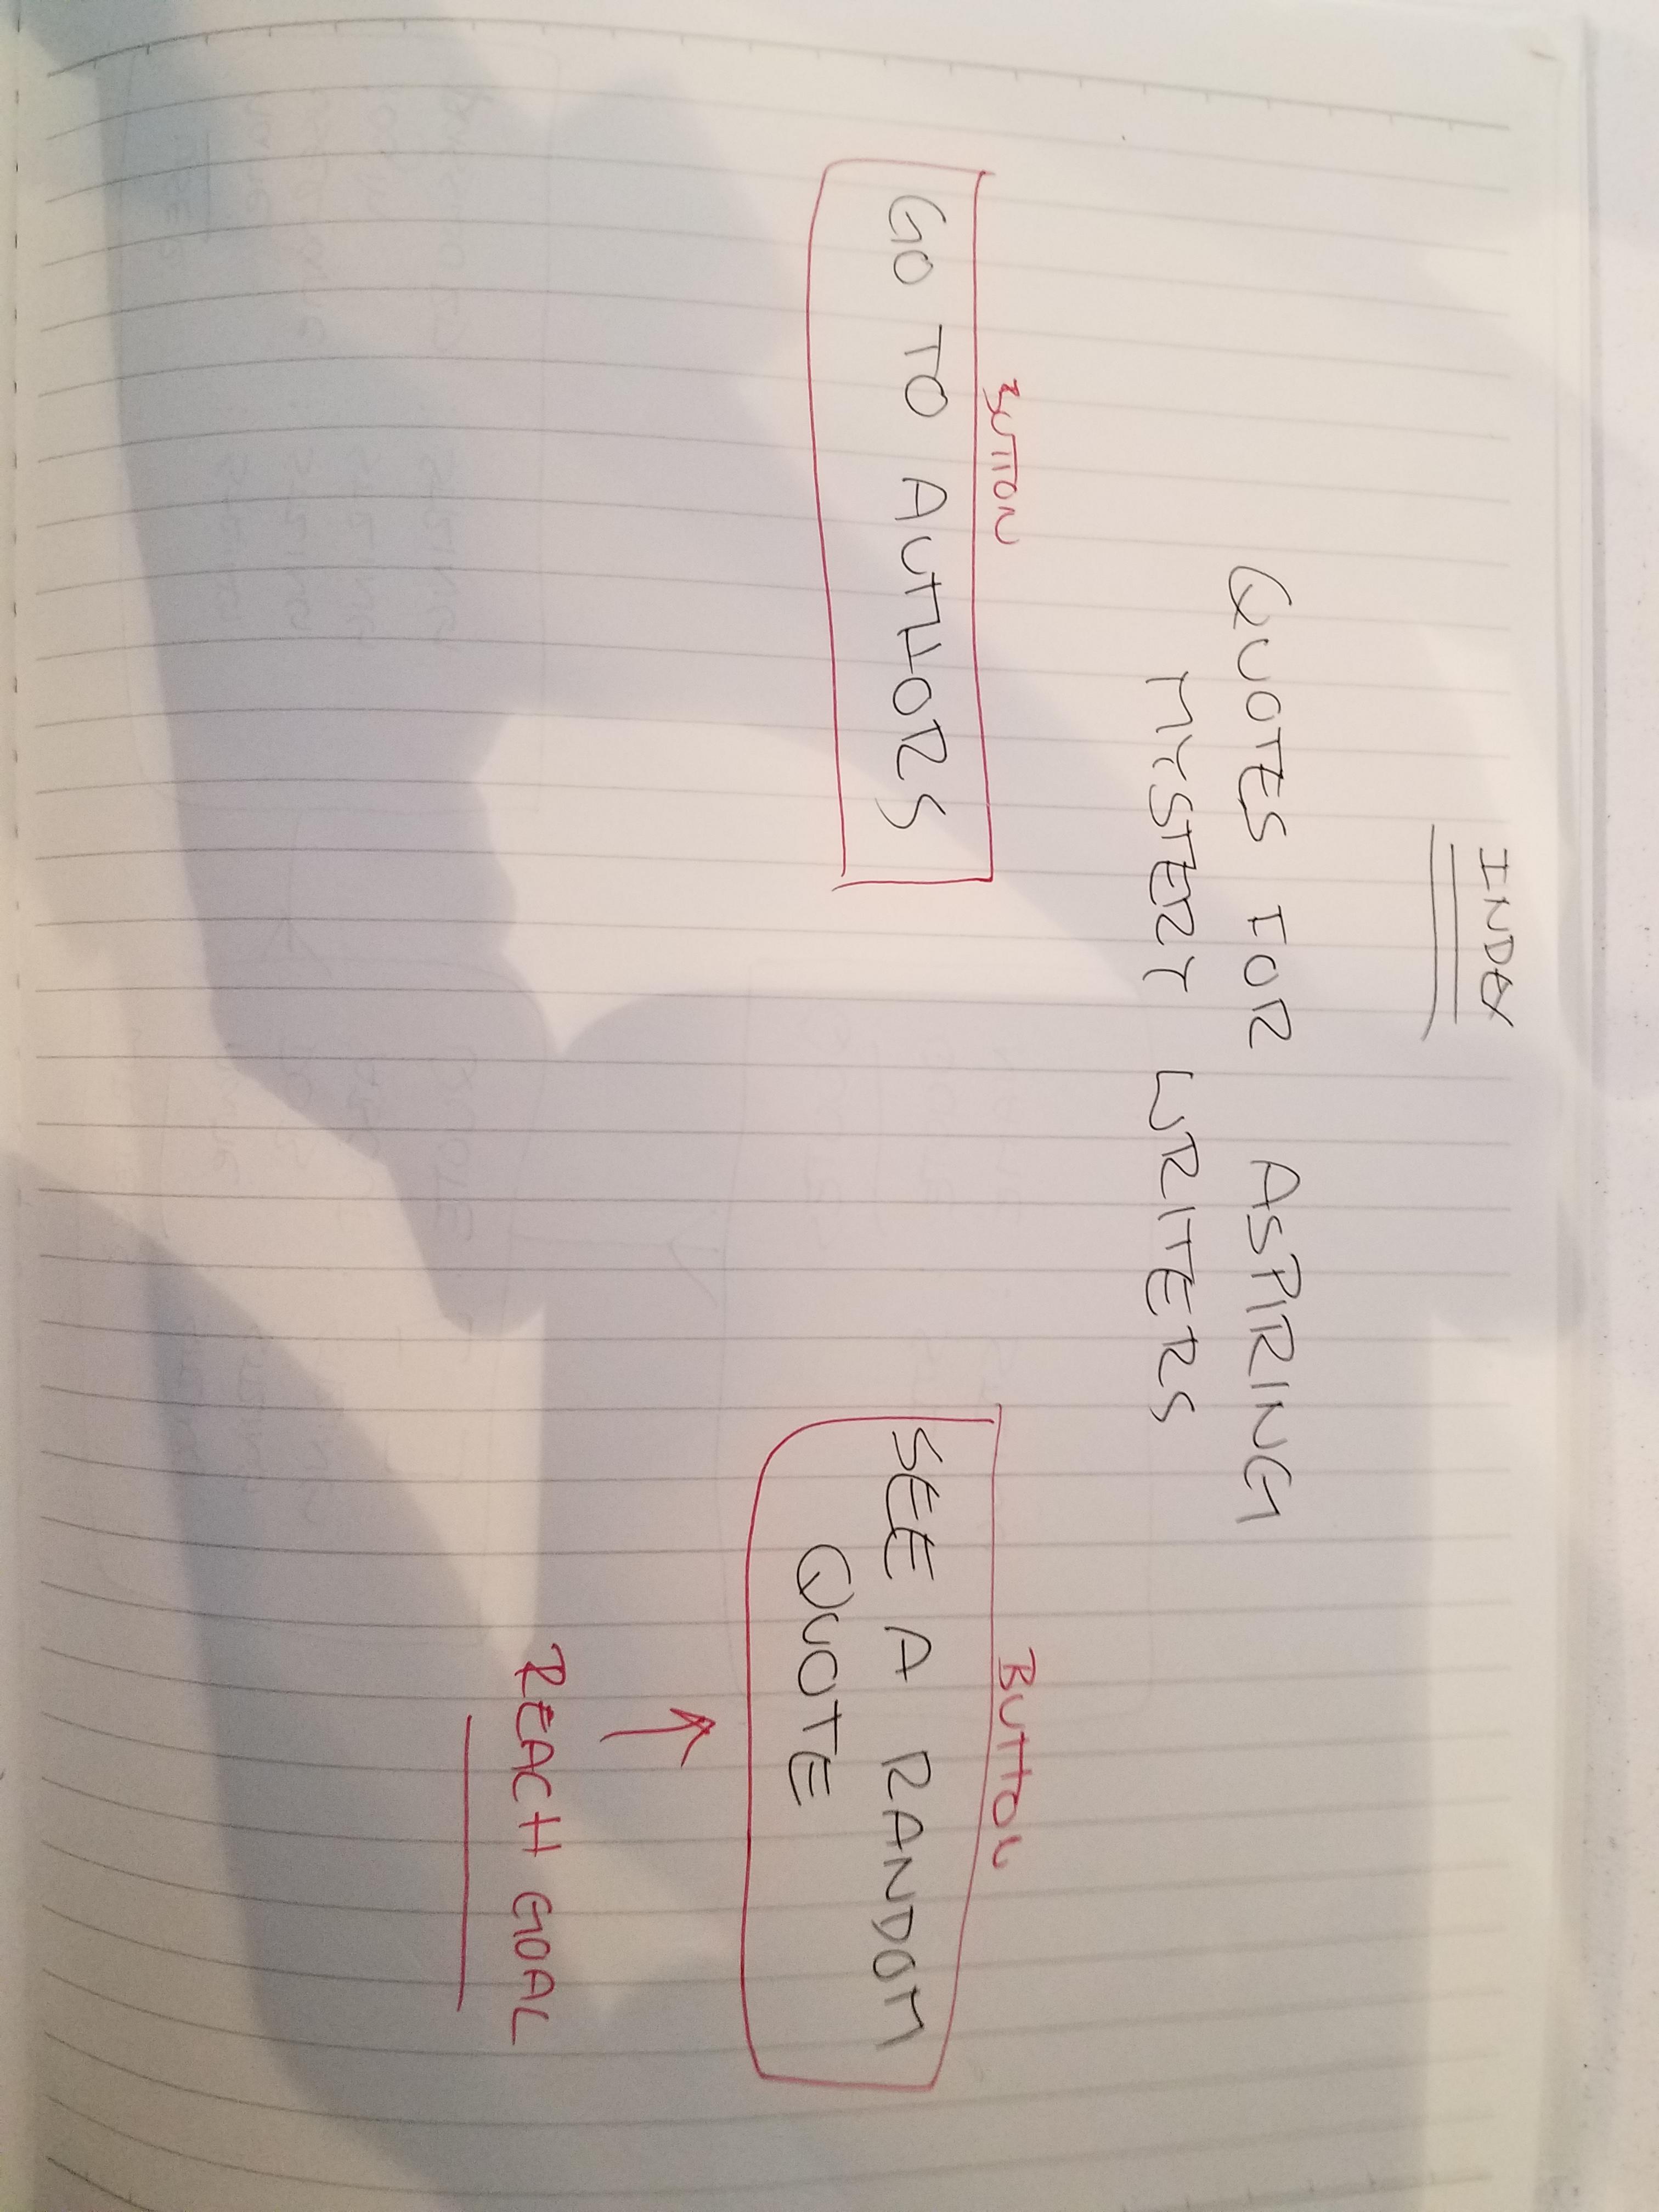 INDEX
QUOTES FOR ASPIRING
MYSTERY WRITERS
BUTTON
GO TO AUTHORS
BUTTON
SEE A RANDOM
QUOTE
REACH GOAL